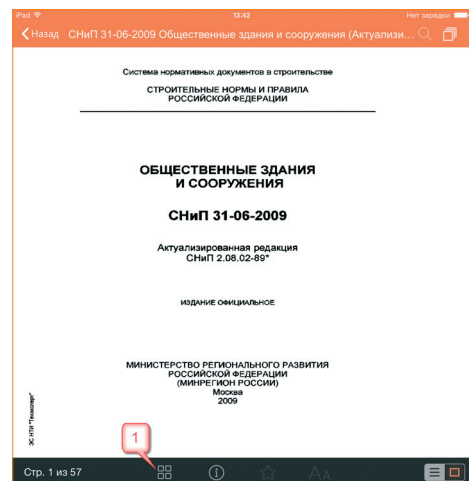 iPad 13:42 Нет зарядки
Назад СНиП 31-06-2009 Общественные здания и сооружения (Актуализи...
Система нормативных документов в строительстве
СТРОИТЕЛЬНЫЕ НОРМЫ И ПРАВИЛА
РОССИЙСКОЙ ФЕДЕРАЦИИ
ОБЩЕСТВЕННЫЕ ЗДАНИЯ
И СООРУЖЕНИЯ
СНиП 31-06-2009
Актуализированная редакция
СНиП 2.08.02-89*
ИЗДАНИЕ ОФИЦИАЛЬНОЕ
МИНИСТЕРСТВО РЕГИОНАЛЬНОГО РАЗВИТИЯ
РОССИЙСКОЙ ФЕДЕРАЦИИ
(МИНРЕГИОН РОССИИ)
Москва
2009
ЭС НТИ "Техэксперт"
1
Стр. 1 из 57 AA